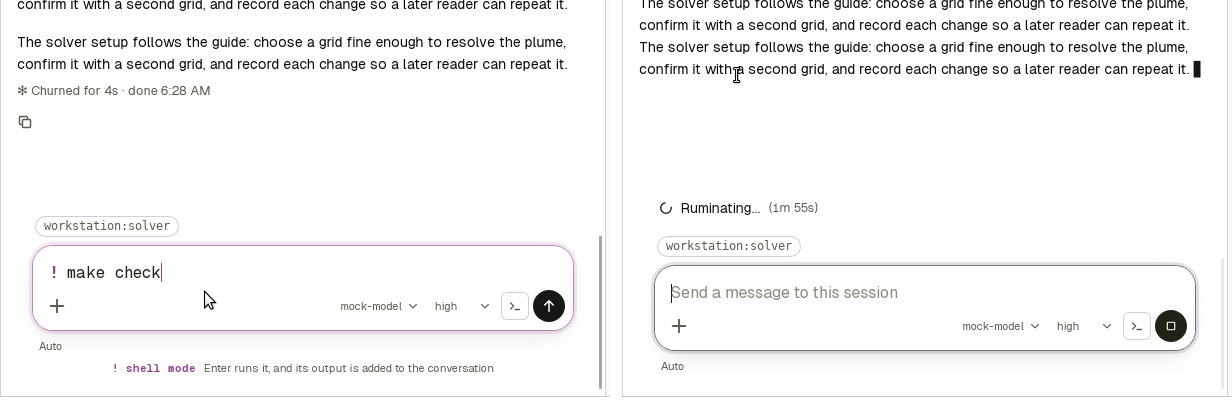 confirm it with a second grid, and record each change so a later reader can repeat it.
The solver setup follows the guide: choose a grid fine enough to resolve the plume,
confirm it with a second grid, and record each change so a later reader can repeat it.
✻ Churned for 4s · done 6:28 AM
workstation:solver
! make check
mock-model high
Auto
! shell mode Enter runs it, and its output is added to the conversation
The solver setup follows the guide: choose a grid fine enough to resolve the plume,
confirm it with a second grid, and record each change so a later reader can repeat it.
The solver setup follows the guide: choose a grid fine enough to resolve the plume,
confirm it with a second grid, and record each change so a later reader can repeat it.
Ruminating... (1m 55s)
workstation:solver
Send a message to this session
mock-model high
Auto